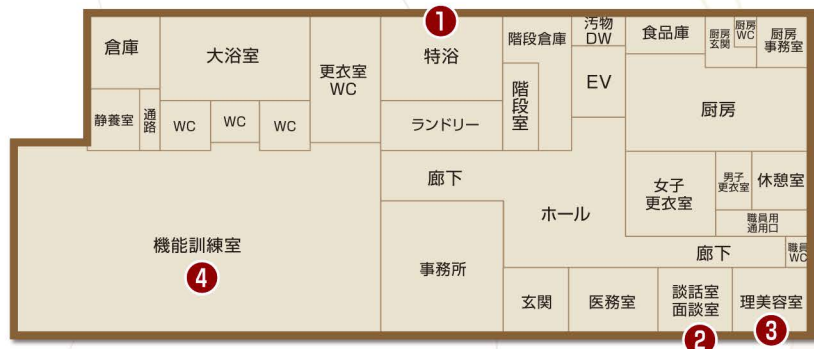 1
倉庫
大浴室
更衣室
WC
特浴
階段倉庫
汚物
DW
食品庫
厨房
玄関
厨房
WC
厨房
事務室
静養室
通路
WC
WC
WC
ランドリー
階段室
EV
厨房
廊下
ホール
女子
更衣室
男子
更衣室
休憩室
職員用
通用口
機能訓練室
4
事務所
廊下
職員
WC
玄関
医務室
談話室
面談室
2
理美容室
3